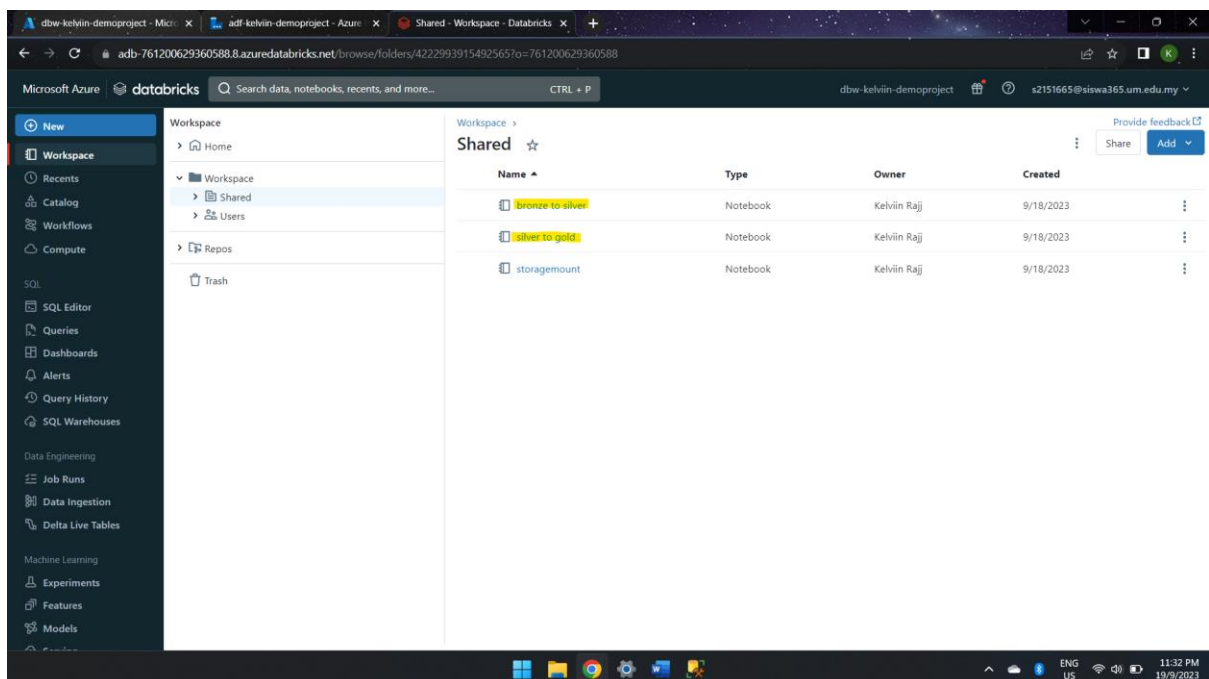 dbw-kelviin-demoproject - Micr
adf-kelviin-demoproject - Azure
Shared - Workspace - Databricks
adb-761200629360588.8.azuredatabricks.net/browse/folders/4222993915492565?o=761200629360588
K
Microsoft Azure databricks
Search data, notebooks, recents, and more... CTRL + P
dbw-kelviin-demoproject
s2151665@siswa365.um.edu.my
New
Workspace
Recents
Catalog
Workflows
Compute
SQL
SQL Editor
Queries
Dashboards
Alerts
Query History
SQL Warehouses
Data Engineering
Job Runs
Data Ingestion
Delta Live Tables
Machine Learning
Experiments
Features
Models
Workspace
Home
Workspace
Shared
Users
Repos
Trash
Workspace >
Provide feedback
Shared
Share
Add
Name Type Owner Created
bronze to silver Notebook Kelviin Rajj 9/18/2023
silver to gold Notebook Kelviin Rajj 9/18/2023
storagemount Notebook Kelviin Rajj 9/18/2023
ENG
US
11:32 PM
19/9/2023